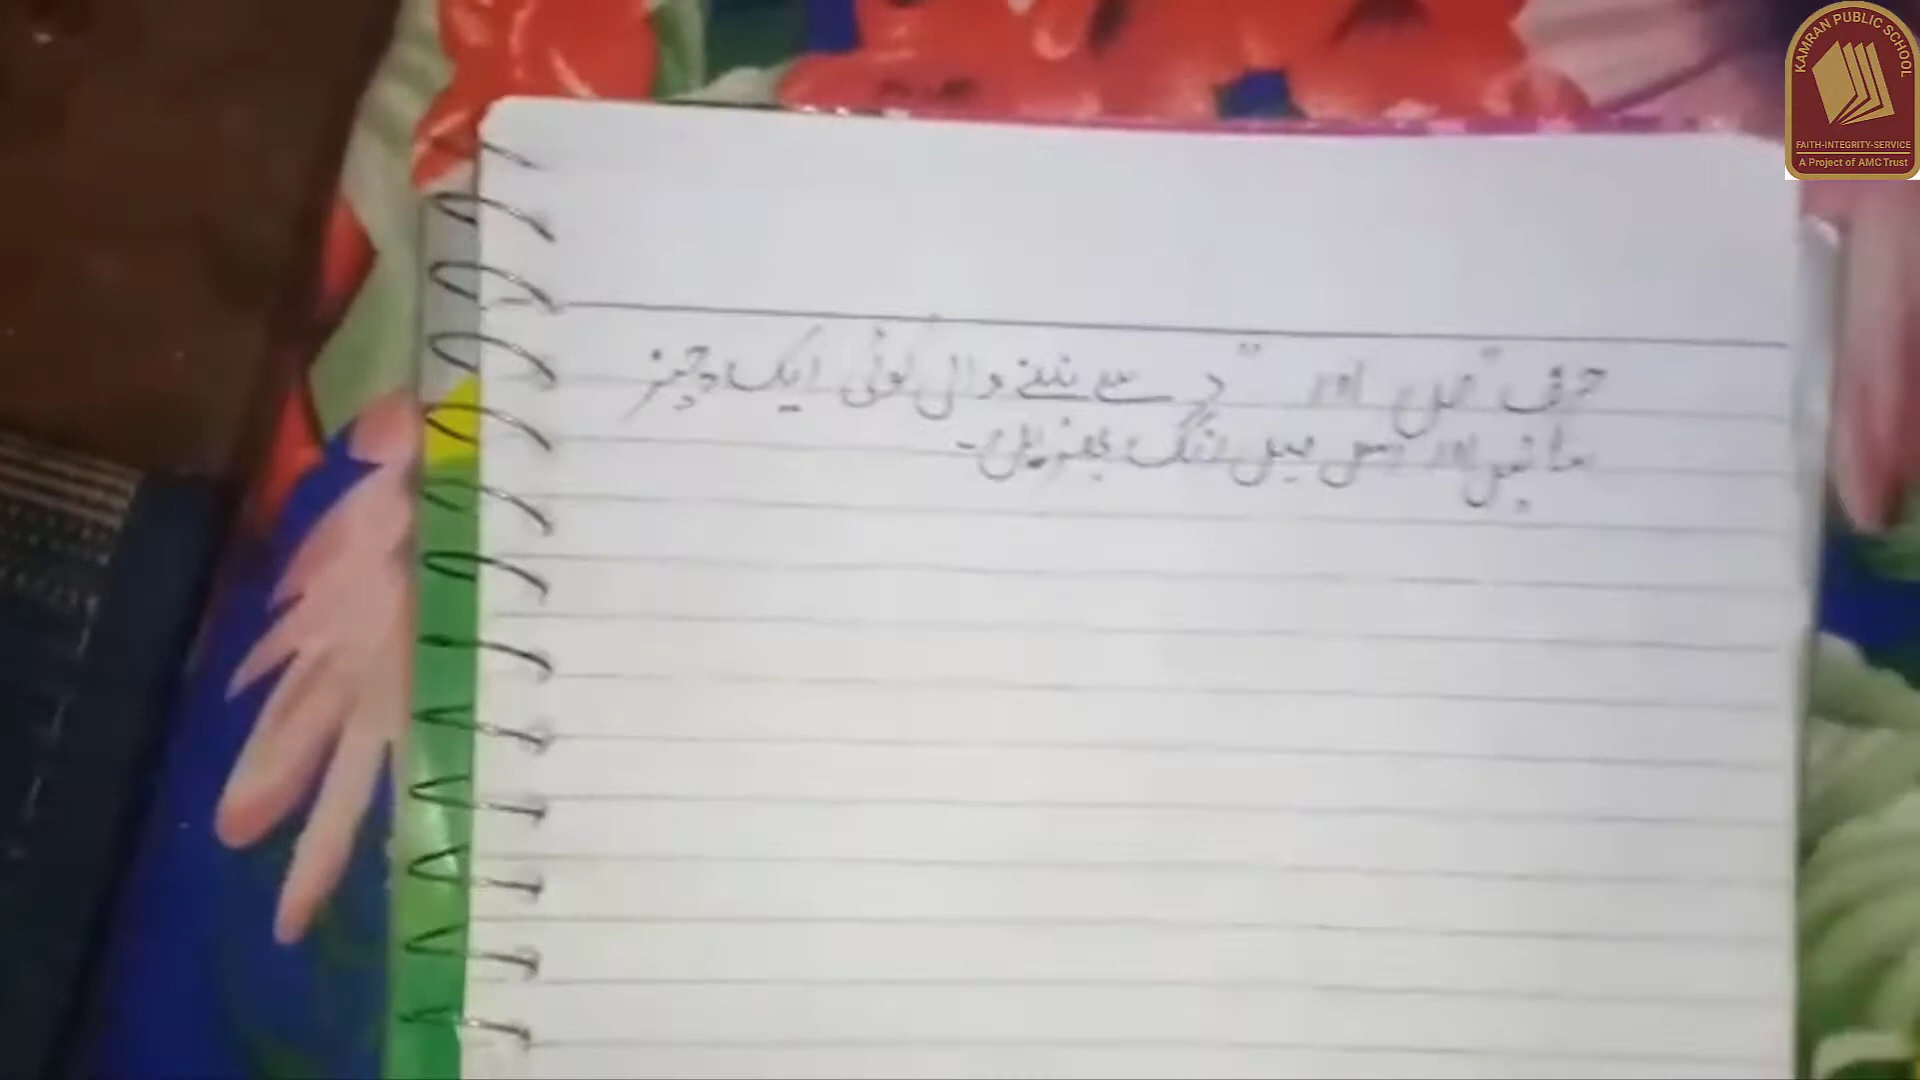 KAMRAN PUBLIC SCHOOL
FAITH-INTEGRITY-SERVICE
A Project of AMC Trust
حرف " اور " د سے بننے والی کوئی ایک چیز
بنائیں اور اس میں رنگ بھریں۔